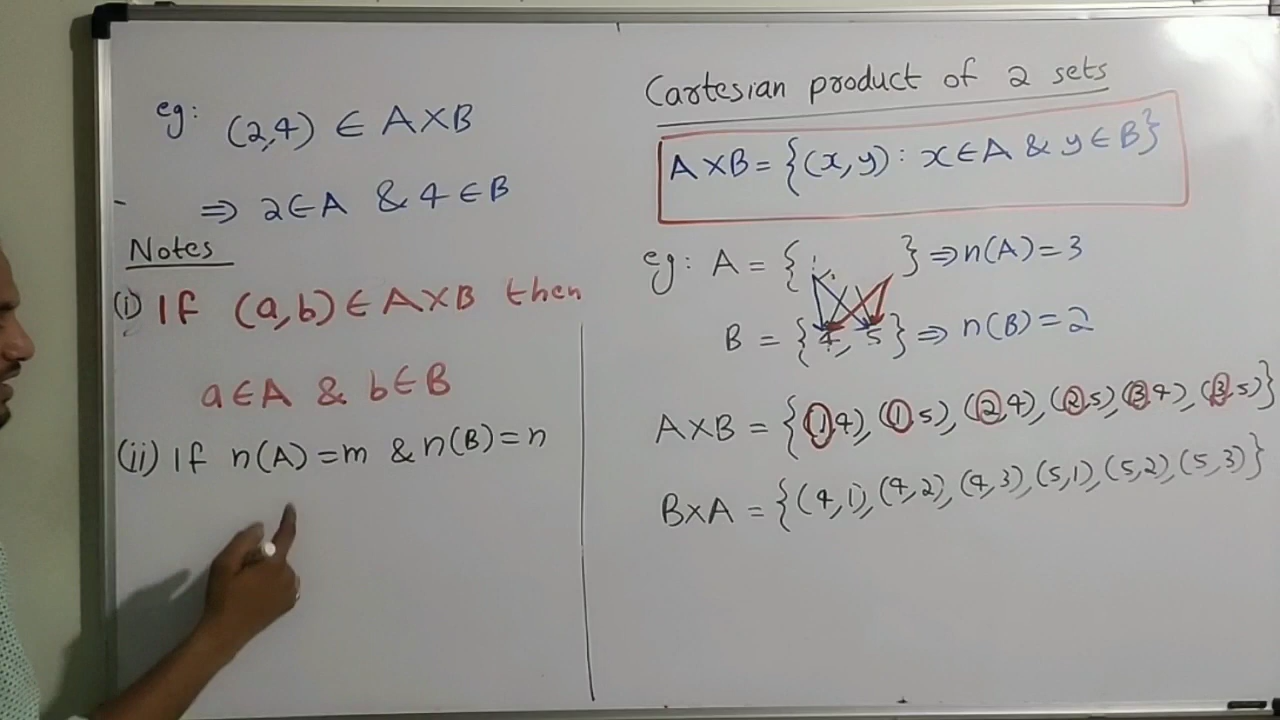 eg: (2,4) ∈ A×B
⇒ 2∈A & 4∈B
Notes
(i) If (a,b) ∈ A×B then
a∈A & b∈B
(ii) If n(A)=m & n(B)=n
Cartesian product of 2 sets
A×B = {(x,y): x∈A & y∈B}
eg: A = { } ⇒ n(A)=3
B = {4, 5} ⇒ n(B)=2
A×B = {(1,4), (1,5), (2,4), (2,5), (3,4), (3,5)}
B×A = {(4,1), (4,2), (4,3), (5,1), (5,2), (5,3)}